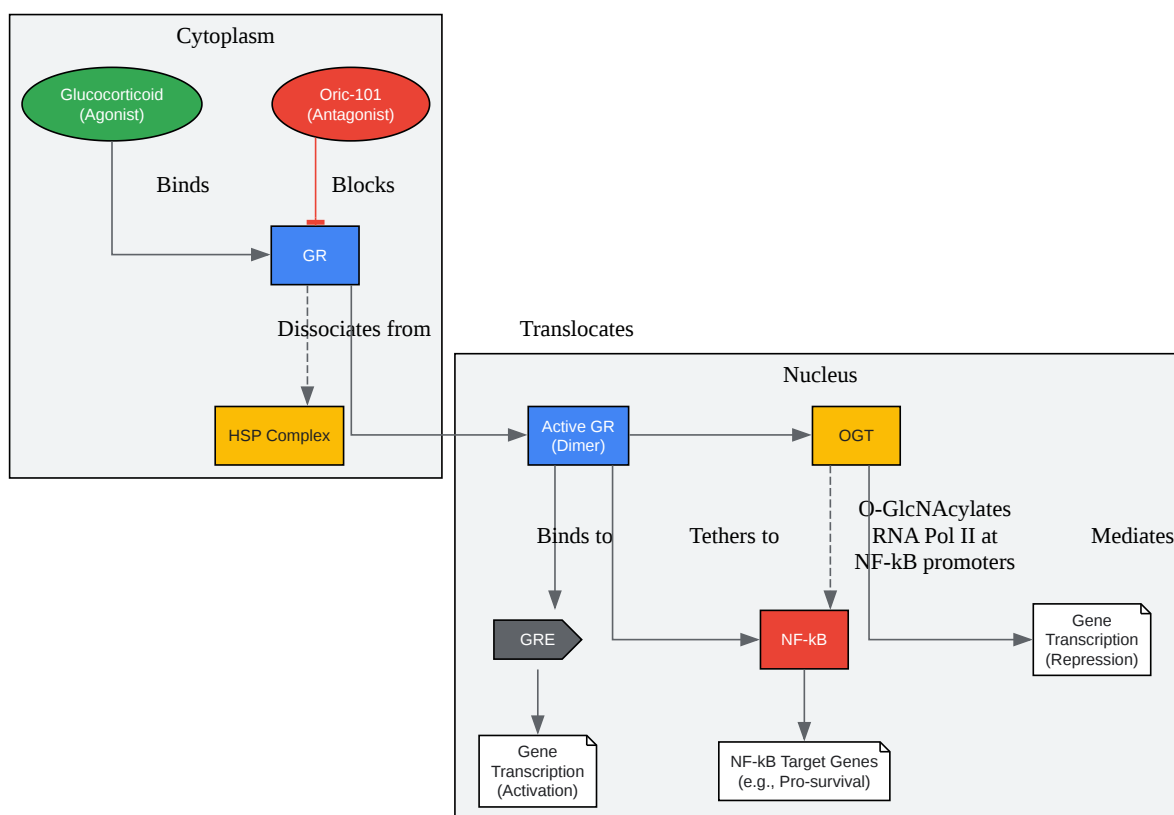 Cytoplasm
Glucocorticoid
(Agonist)
Oric-101
(Antagonist)
Binds
Blocks
GR
Dissociates from
Translocates
Nucleus
HSP Complex
Active GR
(Dimer)
OGT
Binds to
Tethers to
O-GlcNAcylates
RNA Pol II at
NF-kB promoters
Mediates
GRE
NF-kB
Gene
Transcription
(Repression)
Gene
Transcription
(Activation)
NF-kB Target Genes
(e.g., Pro-survival)